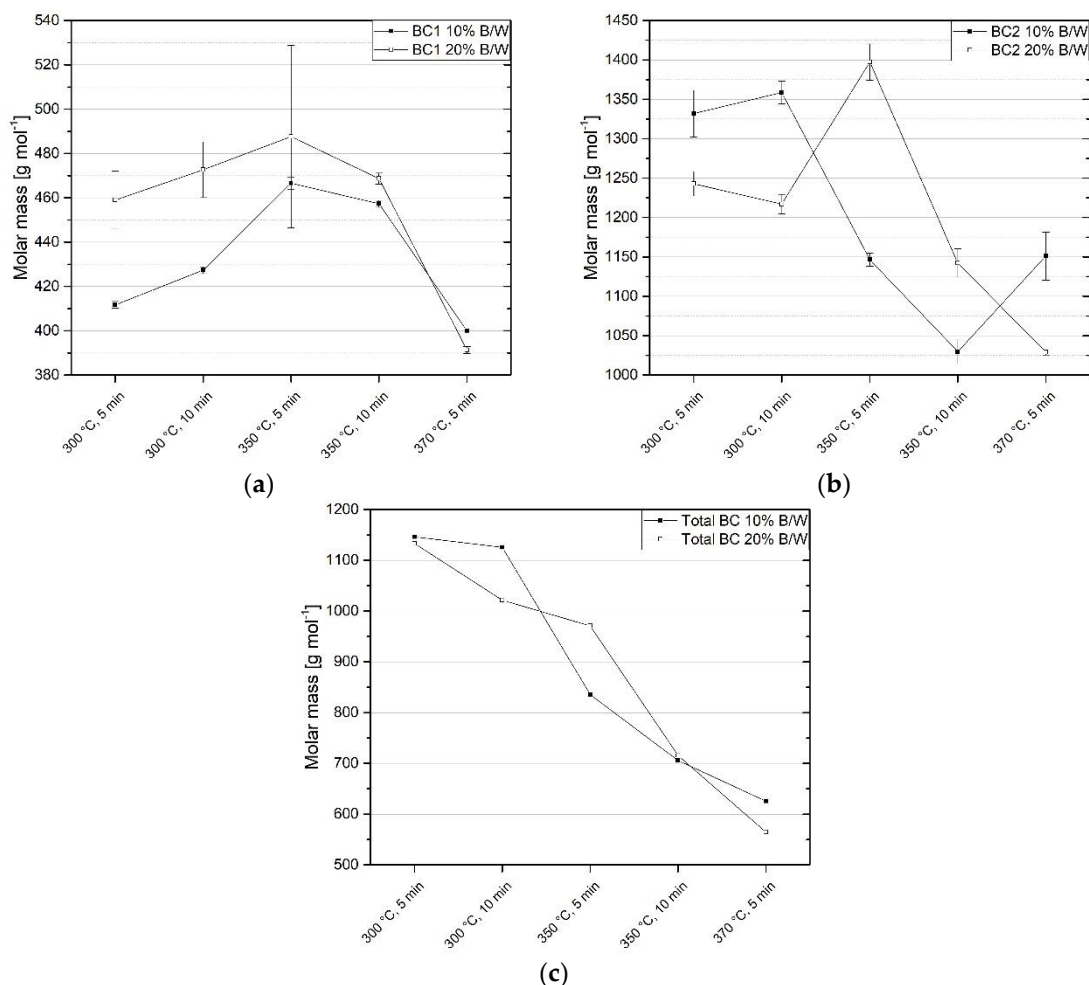 540
520
500
480
460
440
420
400
380
Molar mass [g mol-1]
BC1 10% B/W
BC1 20% B/W
300 °C, 5 min
300 °C, 10 min
350 °C, 5 min
350 °C, 10 min
370 °C, 5 min
(a)
1450
1400
1350
1300
1250
1200
1150
1100
1050
1000
Molar mass [g mol-1]
BC2 10% B/W
BC2 20% B/W
300 °C, 5 min
300 °C, 10 min
350 °C, 5 min
350 °C, 10 min
370 °C, 5 min
(b)
1200
1100
1000
900
800
700
600
500
Molar mass [g mol-1]
Total BC 10% B/W
Total BC 20% B/W
300 °C, 5 min
300 °C, 10 min
350 °C, 5 min
350 °C, 10 min
370 °C, 5 min
(c)